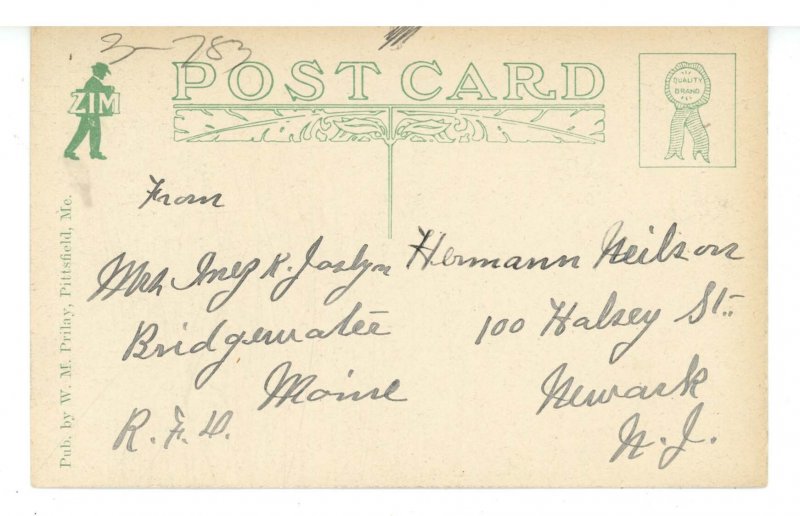 3-783
POST CARD
ZIM
QUALITY
BRAND
From
Mrs Inez K. Joslyn
Bridgewater
Maine
R.F.D.
Hermann Neilson
100 Halsey St.
Newark
N.J.
Pub. by W. M. Prilay, Pittsfield, Me.